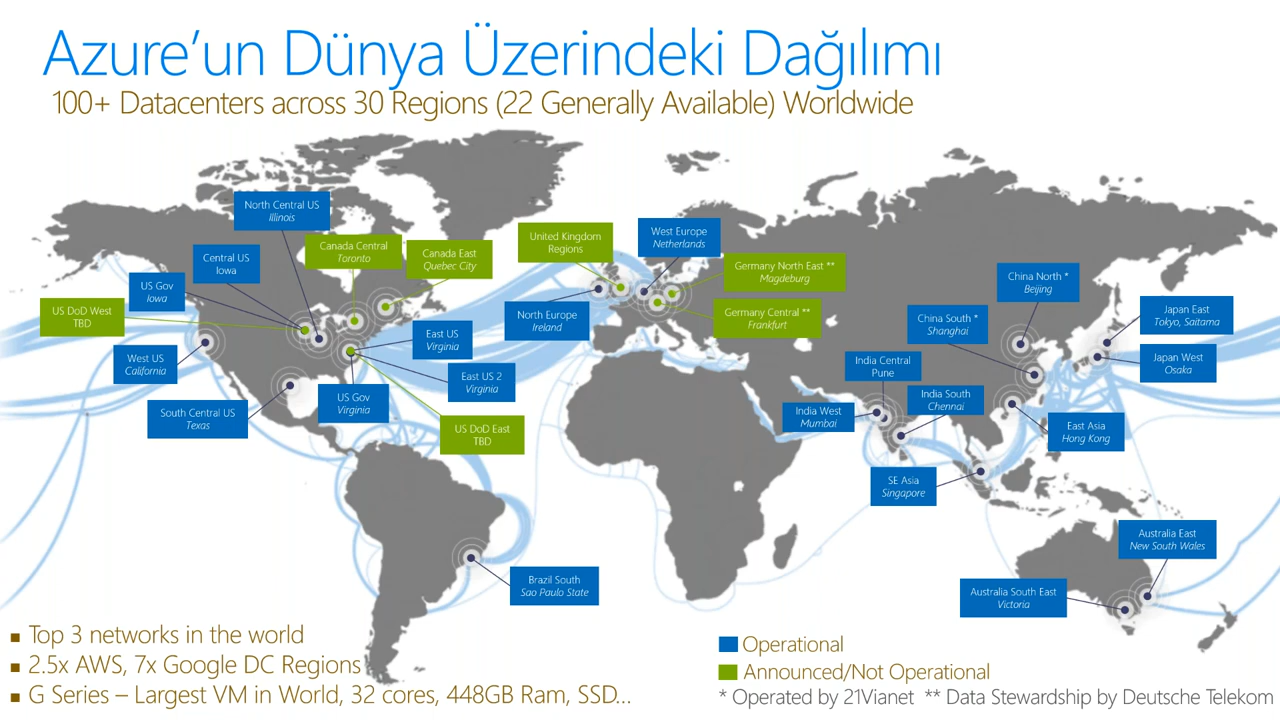 Azure’un Dünya Üzerindeki Dağılımı
100+ Datacenters across 30 Regions (22 Generally Available) Worldwide
North Central US
Illinois
Central US
Iowa
US Gov
Iowa
US DoD West
TBD
West US
California
South Central US
Texas
Canada Central
Toronto
Canada East
Quebec City
East US
Virginia
East US 2
Virginia
US Gov
Virginia
US DoD East
TBD
Brazil South
Sao Paulo State
United Kingdom
Regions
West Europe
Netherlands
North Europe
Ireland
Germany North East **
Magdeburg
Germany Central **
Frankfurt
China North *
Beijing
China South *
Shanghai
Japan East
Tokyo, Saitama
Japan West
Osaka
India Central
Pune
India South
Chennai
India West
Mumbai
East Asia
Hong Kong
SE Asia
Singapore
Australia East
New South Wales
Australia South East
Victoria
▪ Top 3 networks in the world
▪ 2.5x AWS, 7x Google DC Regions
▪ G Series – Largest VM in World, 32 cores, 448GB Ram, SSD...
Operational
Announced/Not Operational
* Operated by 21Vianet ** Data Stewardship by Deutsche Telekom